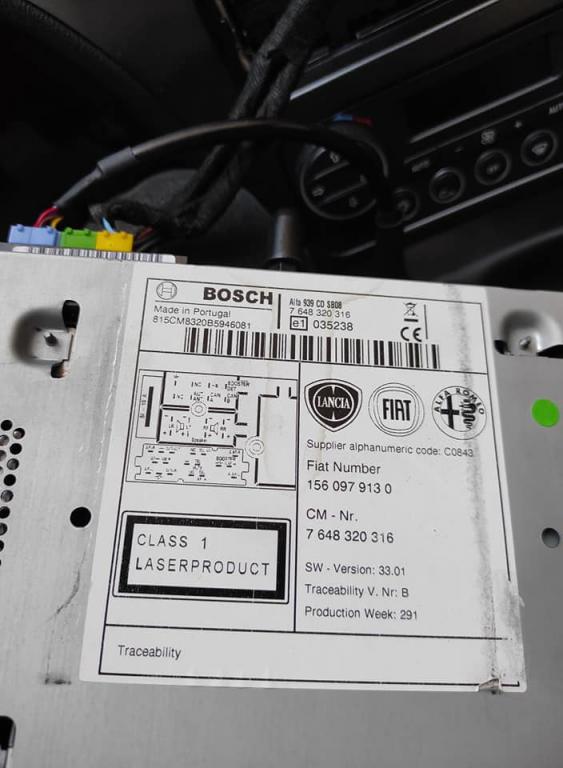 BOSCH
Alfa 939 CD SB08
7 648 320 316
Made in Portugal
815CM8320B5946081
e1 035238
CE
LANCIA
FIAT
ALFA ROMEO
Supplier alphanumeric code: C0843
Fiat Number
156 097 913 0
CM - Nr.
7 648 320 316
CLASS 1
LASERPRODUCT
SW - Version: 33.01
Traceability V. Nr: B
Production Week: 291
Traceability
AUTO